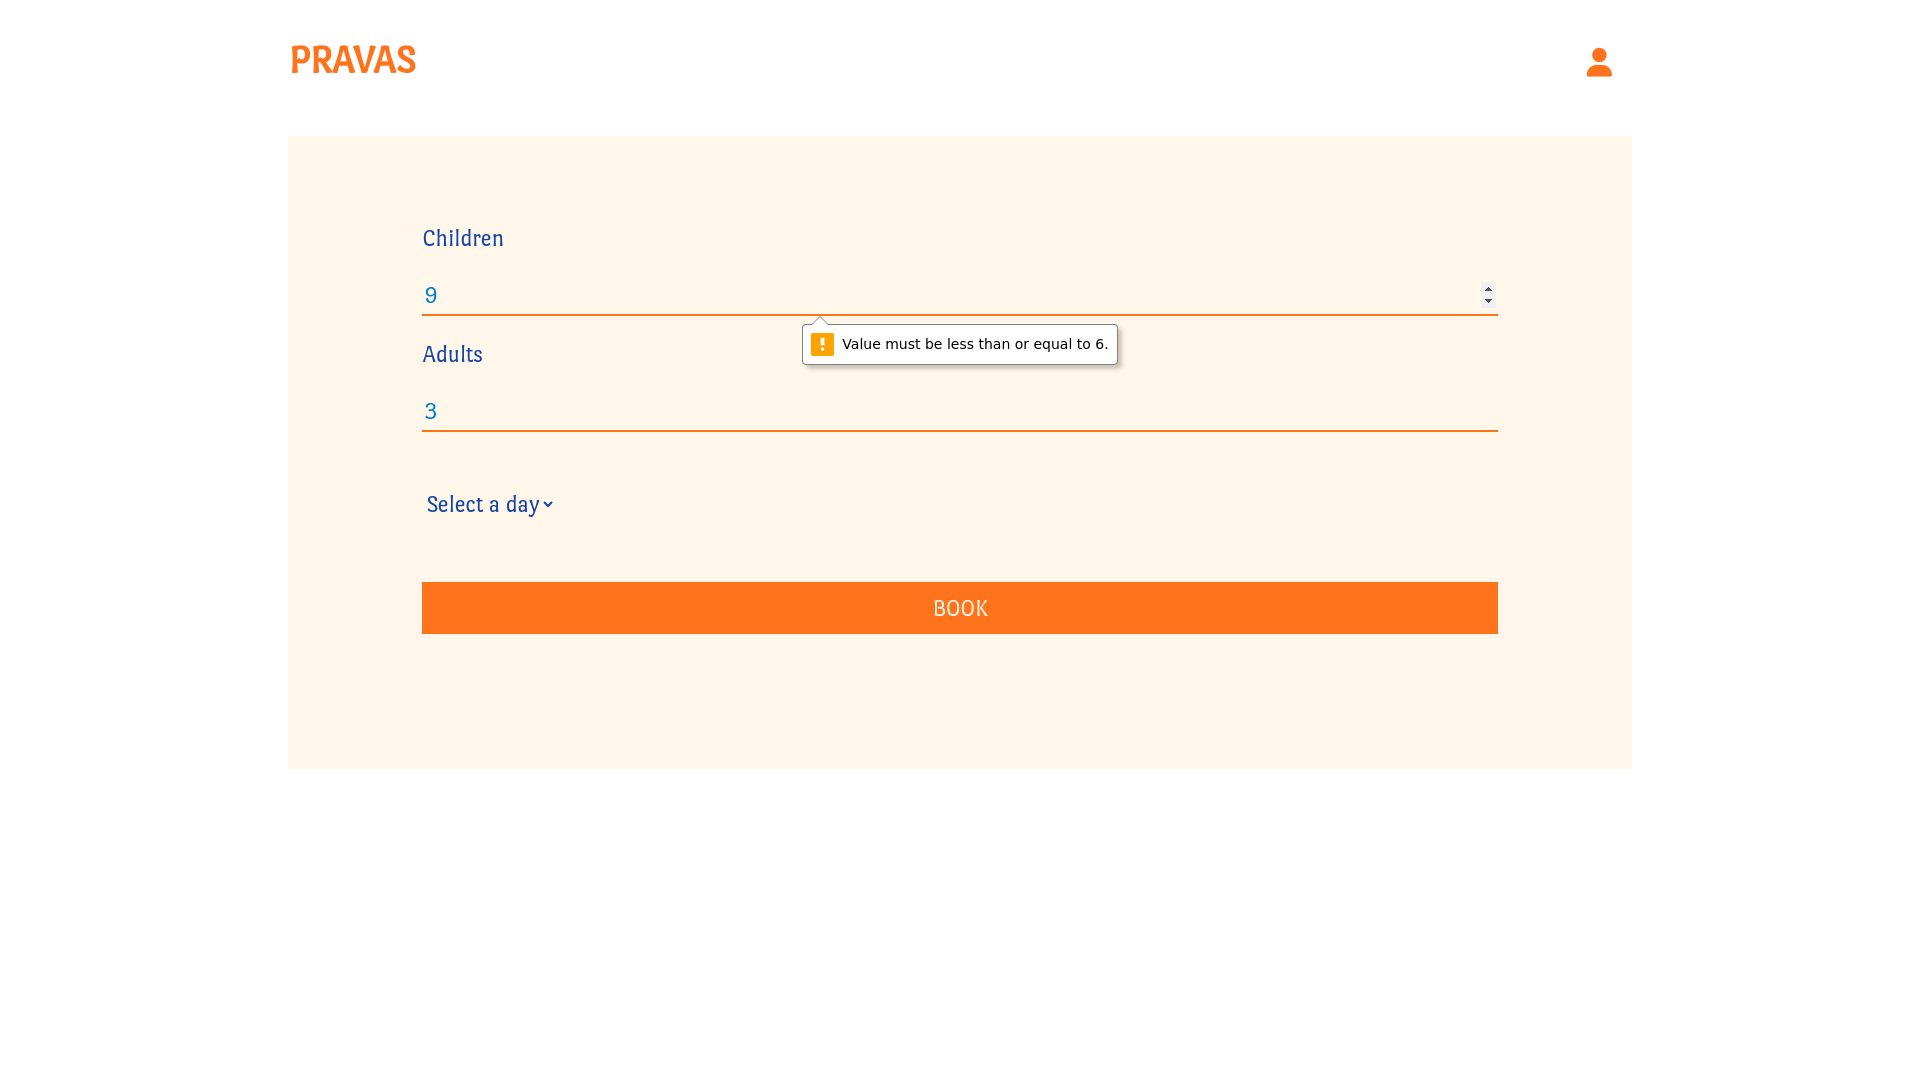 PRAVAS
Children
9
Value must be less than or equal to 6.
Adults
3
Select a day
BOOK